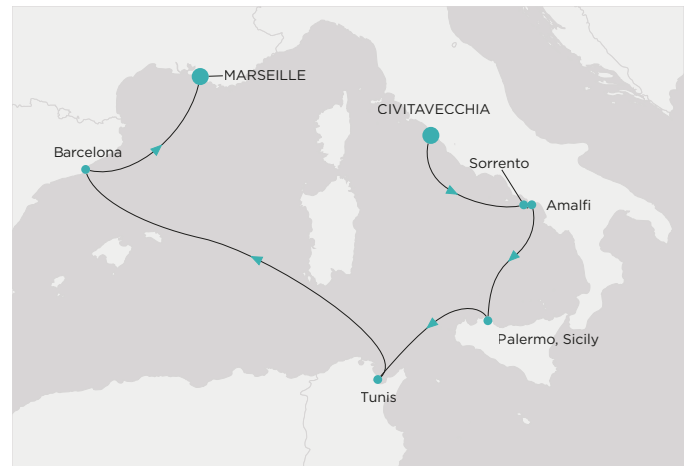 MARSEILLE
CIVITAVECCHIA
Barcelona
Sorrento
Amalfi
Palermo, Sicily
Tunis